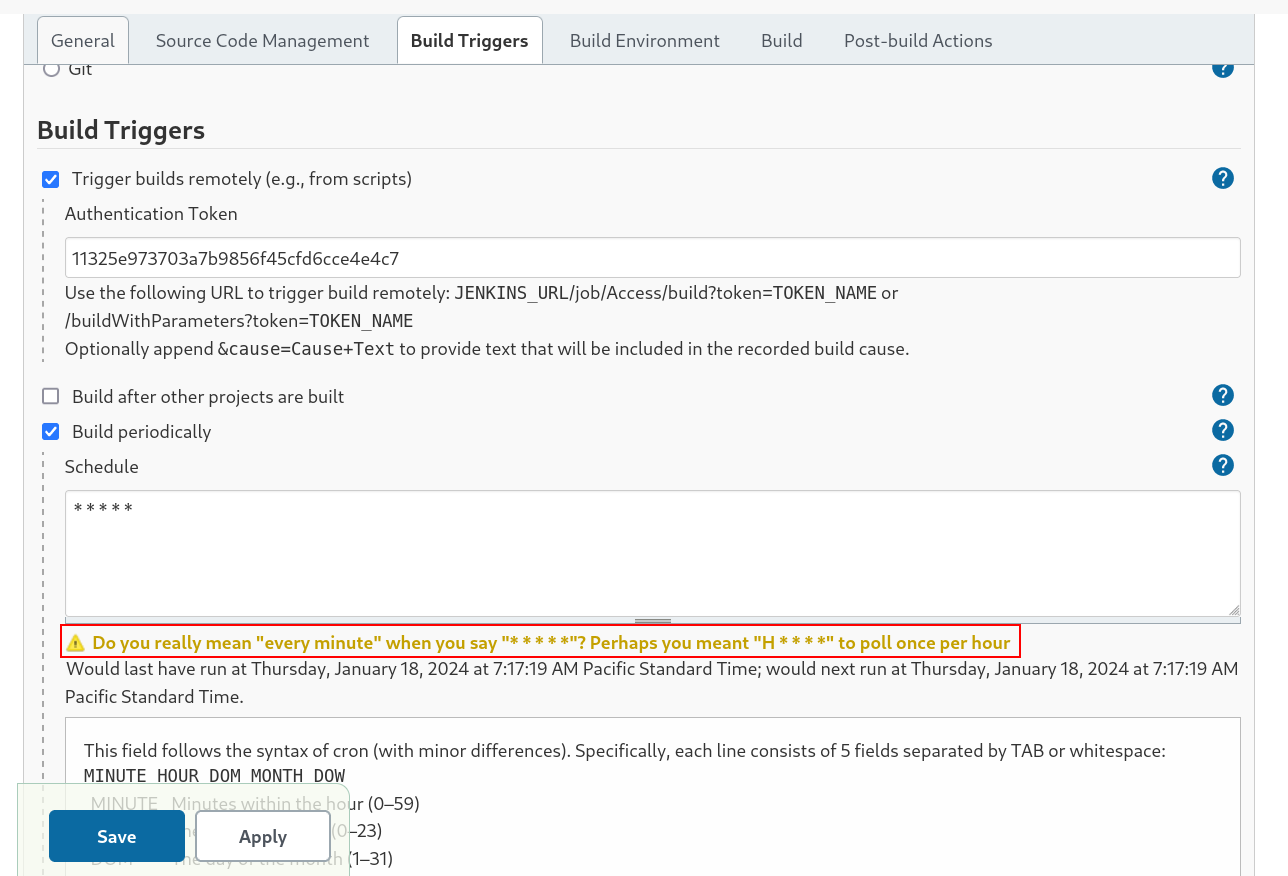 General Source Code Management Build Triggers Build Environment Build Post-build Actions
Git
Build Triggers
Trigger builds remotely (e.g., from scripts)
Authentication Token
11325e973703a7b9856f45cfd6cce4e4c7
Use the following URL to trigger build remotely: JENKINS_URL/job/Access/build?token=TOKEN_NAME or
/buildWithParameters?token=TOKEN_NAME
Optionally append &cause=Cause+Text to provide text that will be included in the recorded build cause.
Build after other projects are built
Build periodically
Schedule
* * * * *
Do you really mean "every minute" when you say "* * * * *"? Perhaps you meant "H * * * *" to poll once per hour
Would last have run at Thursday, January 18, 2024 at 7:17:19 AM Pacific Standard Time; would next run at Thursday, January 18, 2024 at 7:17:19 AM
Pacific Standard Time.
This field follows the syntax of cron (with minor differences). Specifically, each line consists of 5 fields separated by TAB or whitespace:
MINUTE HOUR DOM MONTH DOW
MINUTE Minutes within the hour (0–59)
(0–23)
DOM The day of the month (1–31)
Save Apply